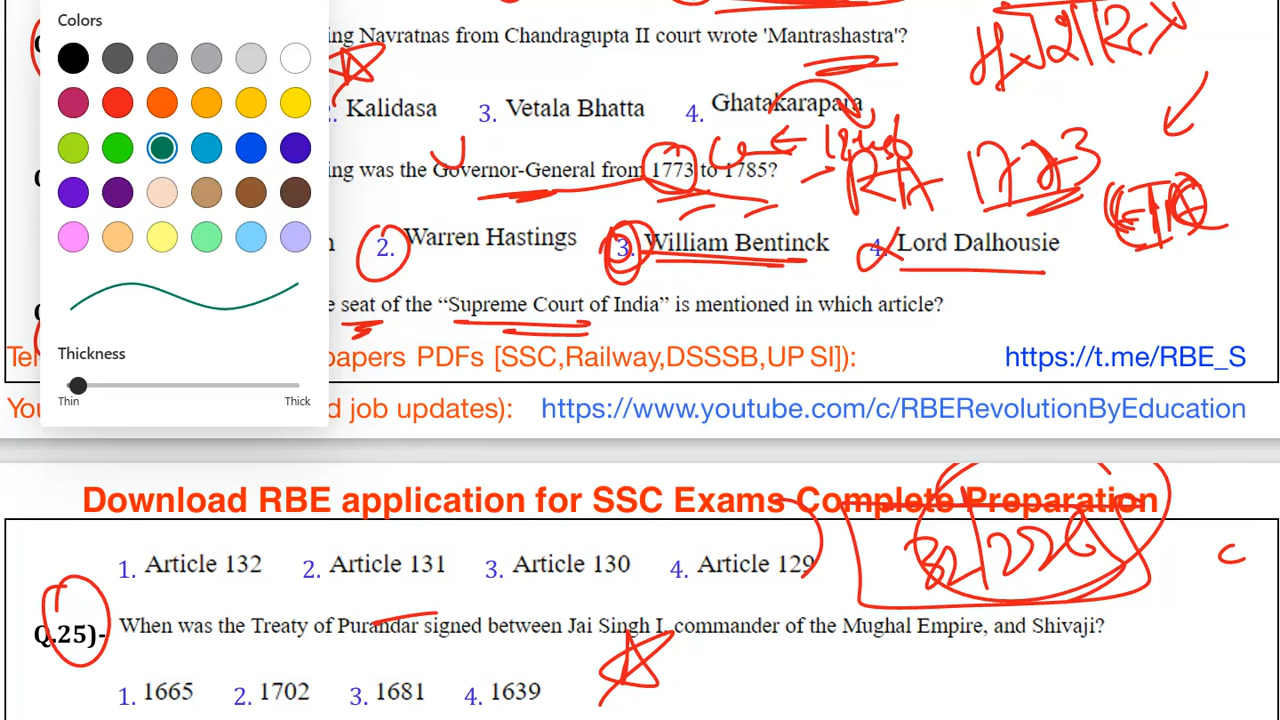 Colors
ing Navratnas from Chandragupta II court wrote 'Mantrashastra'?
2. Kalidasa 3. Vetala Bhatta 4. Ghatakarapara
ing was the Governor-General from 1773 to 1785?
1773
2. Warren Hastings 3. William Bentinck 4. Lord Dalhousie
seat of the “Supreme Court of India” is mentioned in which article?
Thickness
papers PDFs [SSC,Railway,DSSSB,UP SI]): https://t.me/RBE_S
Thin Thick
d job updates): https://www.youtube.com/c/RBERevolutionByEducation
Download RBE application for SSC Exams Complete Preparation
1. Article 132 2. Article 131 3. Article 130 4. Article 129
Q.25)- When was the Treaty of Purandar signed between Jai Singh I, commander of the Mughal Empire, and Shivaji?
1. 1665 2. 1702 3. 1681 4. 1639